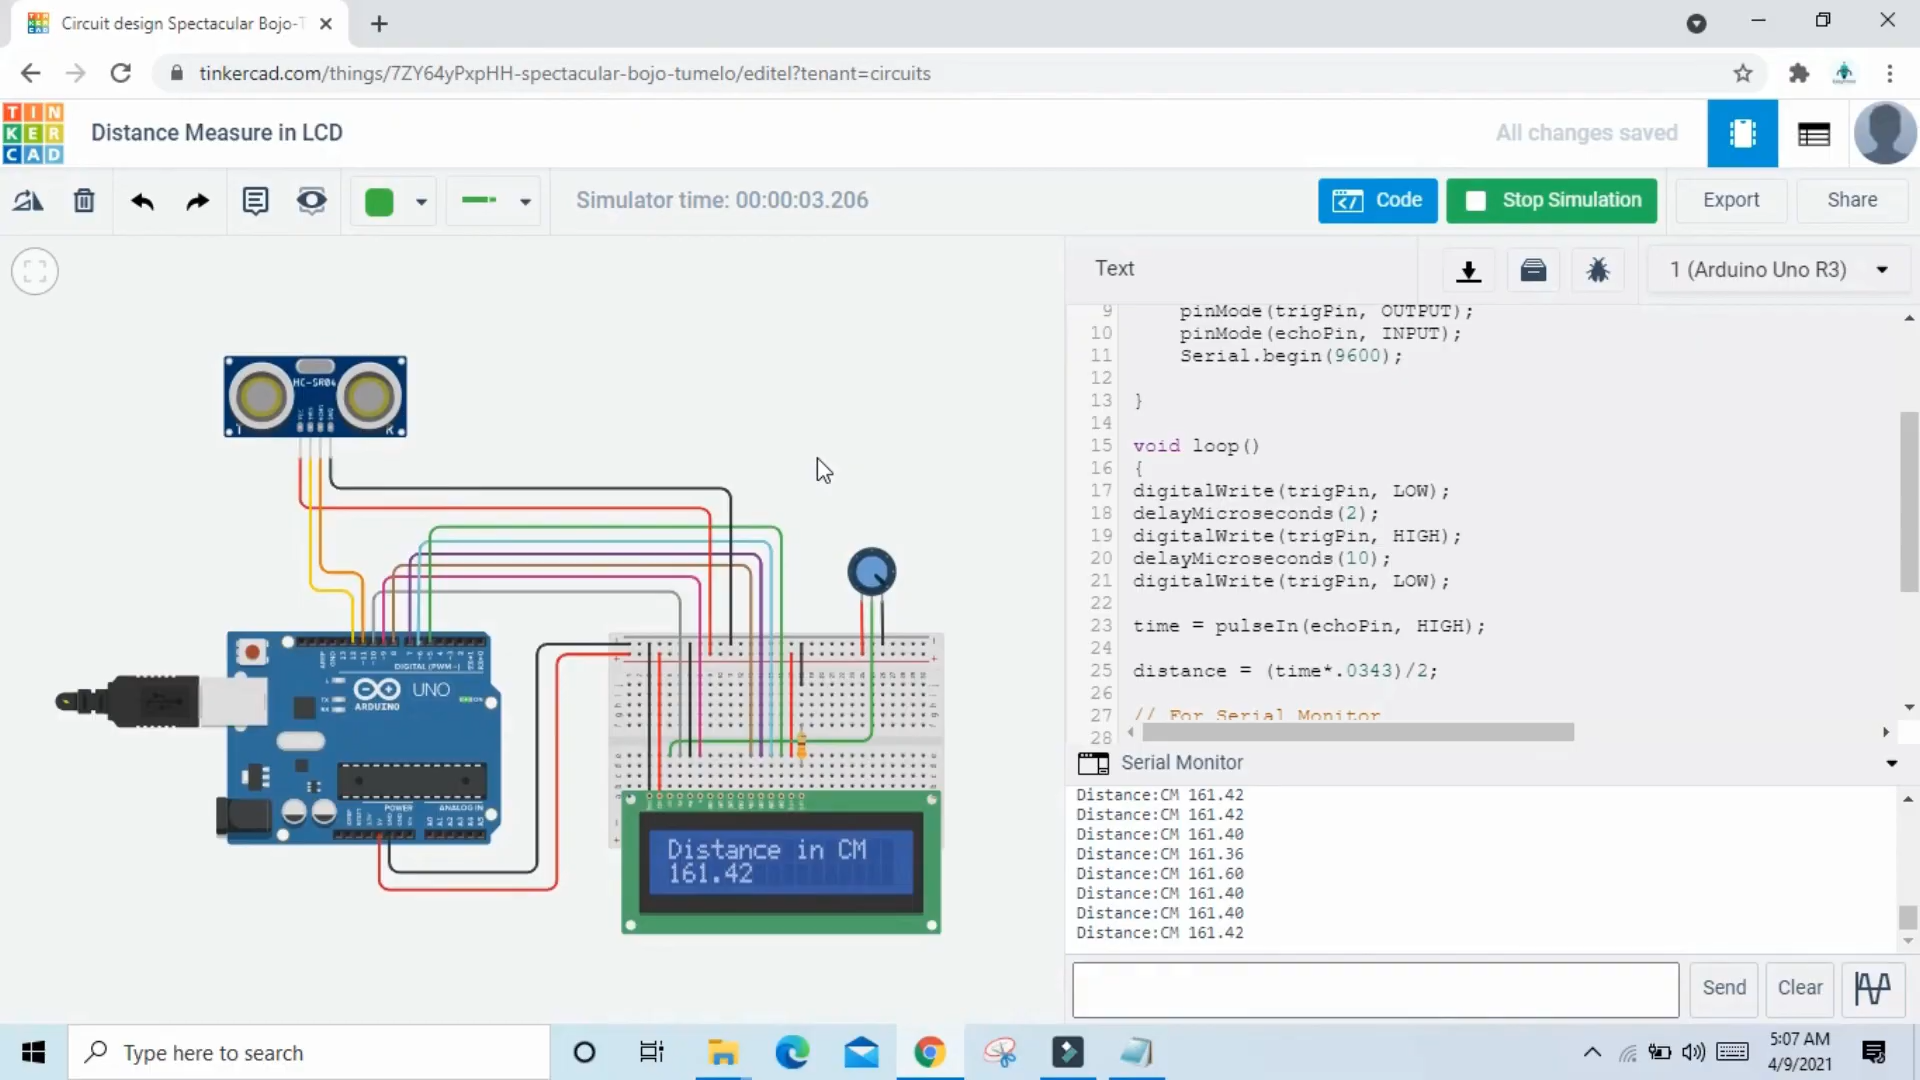 Circuit design Spectacular Bojo-T
tinkercad.com/things/7ZY64yPxpHH-spectacular-bojo-tumelo/editel?tenant=circuits
TIN
KER
CAD
Distance Measure in LCD
All changes saved
Simulator time: 00:00:03.206
Code
Stop Simulation
Export
Share
Text
1 (Arduino Uno R3)
9 pinMode(trigPin, OUTPUT);
10 pinMode(echoPin, INPUT);
11 Serial.begin(9600);
12
13 }
14
15 void loop()
16 {
17 digitalWrite(trigPin, LOW);
18 delayMicroseconds(2);
19 digitalWrite(trigPin, HIGH);
20 delayMicroseconds(10);
21 digitalWrite(trigPin, LOW);
22
23 time = pulseIn(echoPin, HIGH);
24
25 distance = (time*.0343)/2;
26
27 // For Serial Monitor
28
HC-SR04
T
R
DIGITAL (PWM ~)
UNO
ARDUINO
POWER
ANALOG IN
Distance in CM
161.42
Serial Monitor
Distance:CM 161.42
Distance:CM 161.42
Distance:CM 161.40
Distance:CM 161.36
Distance:CM 161.60
Distance:CM 161.40
Distance:CM 161.40
Distance:CM 161.42
Send
Clear
Type here to search
5:07 AM
4/9/2021